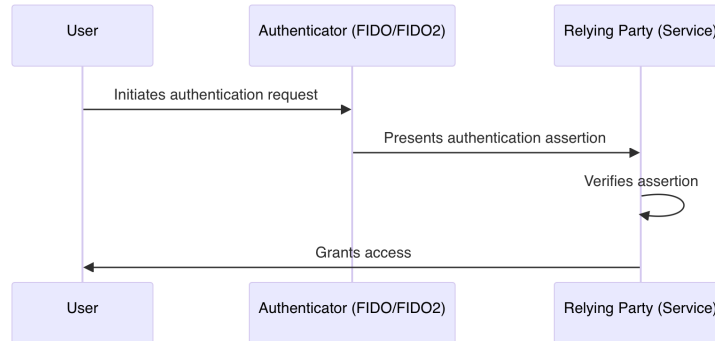 User
Authenticator (FIDO/FIDO2)
Relying Party (Service)
Initiates authentication request
Presents authentication assertion
Verifies assertion
Grants access
User
Authenticator (FIDO/FIDO2)
Relying Party (Service)